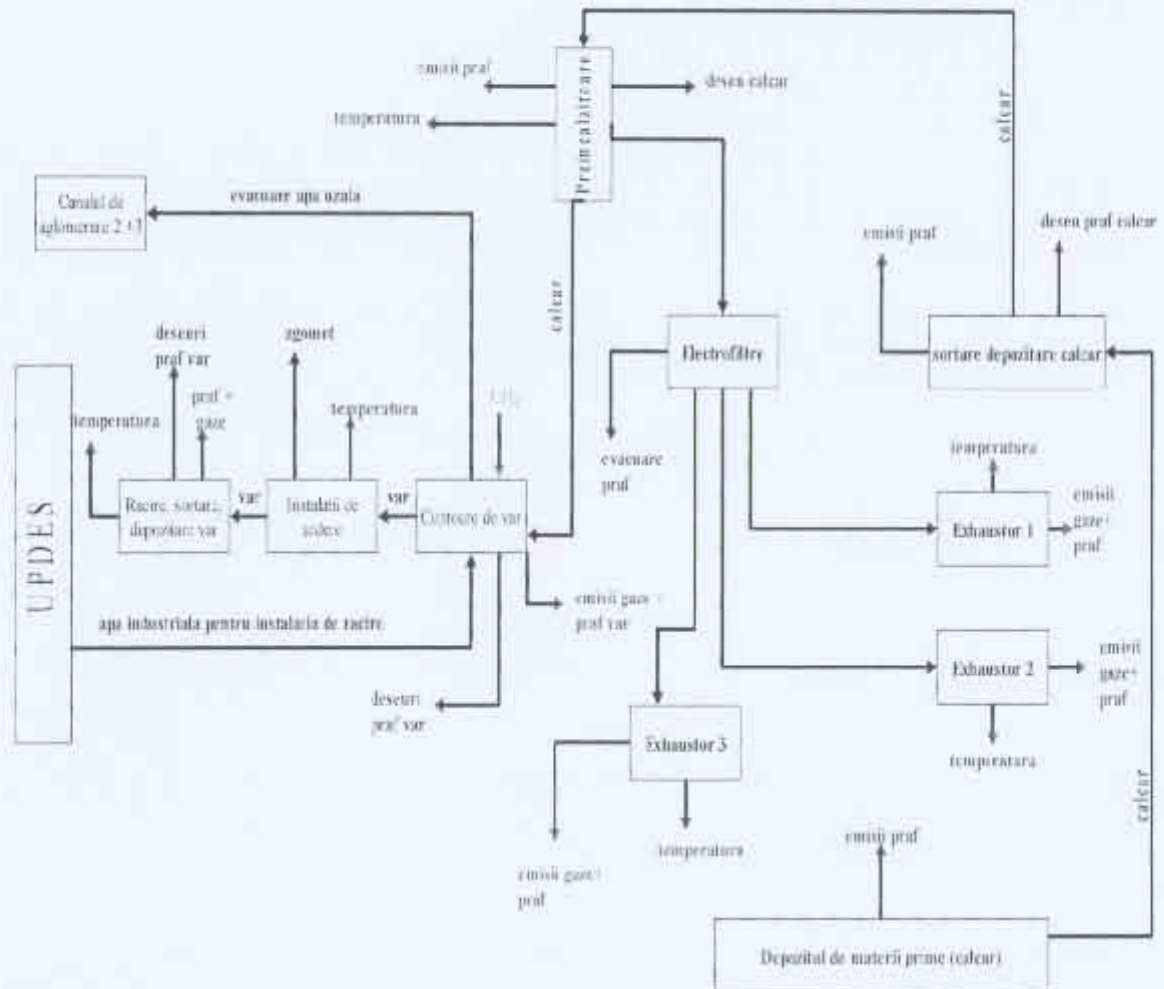 emisii praf
temperatura
Preincalzitoare
deseu calcar
calcar
Canalul de
aglomerare 2+3
evacuare apa uzata
calcar
emisii praf
deseu praf calcar
Electrofiltre
sortare depozitare calcar
deseuri
praf var
praf +
gaze
temperatura
zgomot
temperatura
evacuare
praf
UPDES
Racire, sortare,
depozitare var
var
Instalatii de
ardere
var
Cuptoare de var
temperatura
Exhaustor 1
emisii
gaze+
praf
emisii gaze +
praf var
apa industriala pentru instalatia de racire
deseuri
praf var
Exhaustor 2
emisii
gaze+
praf
temperatura
Exhaustor 3
emisii gaze+
praf
temperatura
calcar
emisii praf
Depozitul de materii prime (calcar)